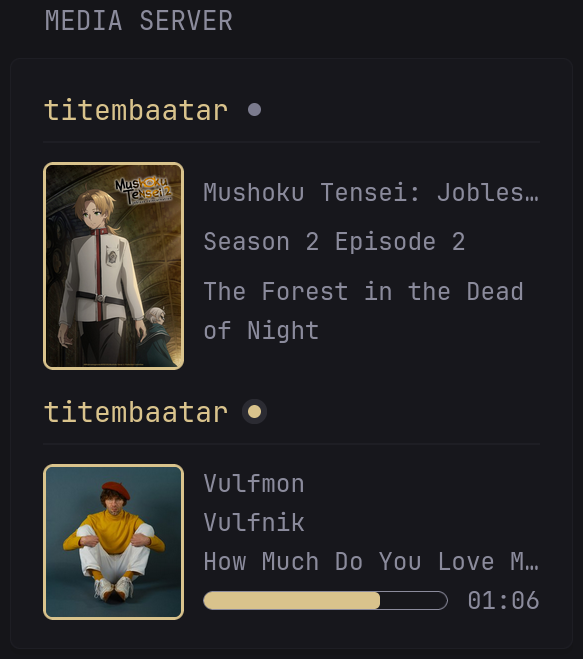 MEDIA SERVER
titembaatar
Mushoku Tensei
Mushoku Tensei: Jobles…
Season 2 Episode 2
The Forest in the Dead
of Night
titembaatar
Vulfmon
Vulfnik
How Much Do You Love M…
01:06